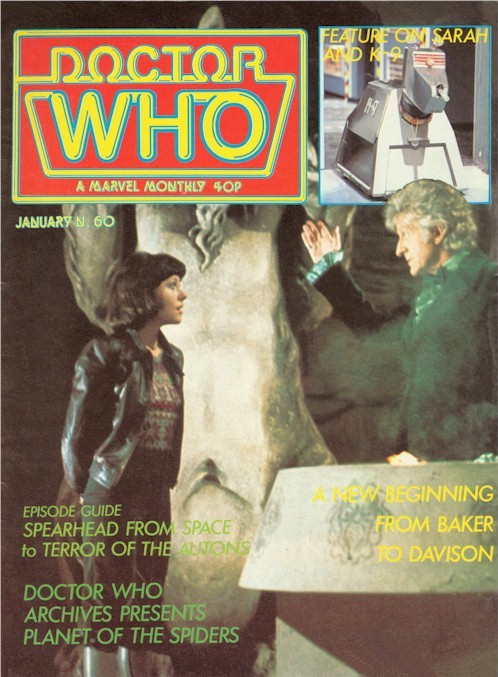 DOCTOR
WHO
A MARVEL MONTHLY 40P
FEATURE ON SARAH
AND K-9
K-9
JANUARY N. 60
A NEW BEGINNING
FROM BAKER
TO DAVISON
EPISODE GUIDE
SPEARHEAD FROM SPACE
to TERROR OF THE AUTONS
DOCTOR WHO
ARCHIVES PRESENTS
PLANET OF THE SPIDERS